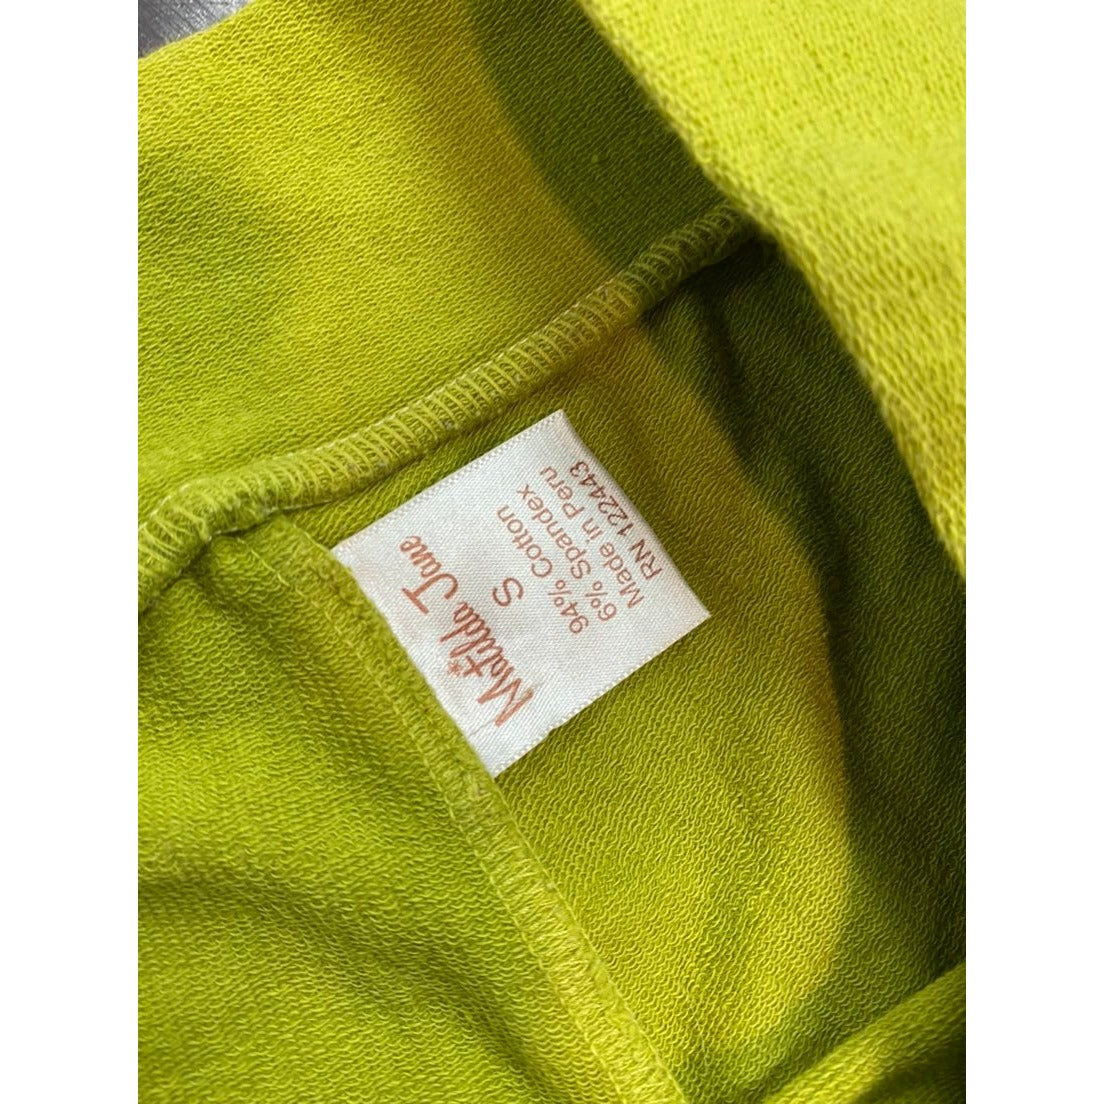 Matilda Jane
S
94% Cotton
6% Spandex
Made in Peru
RN 122443